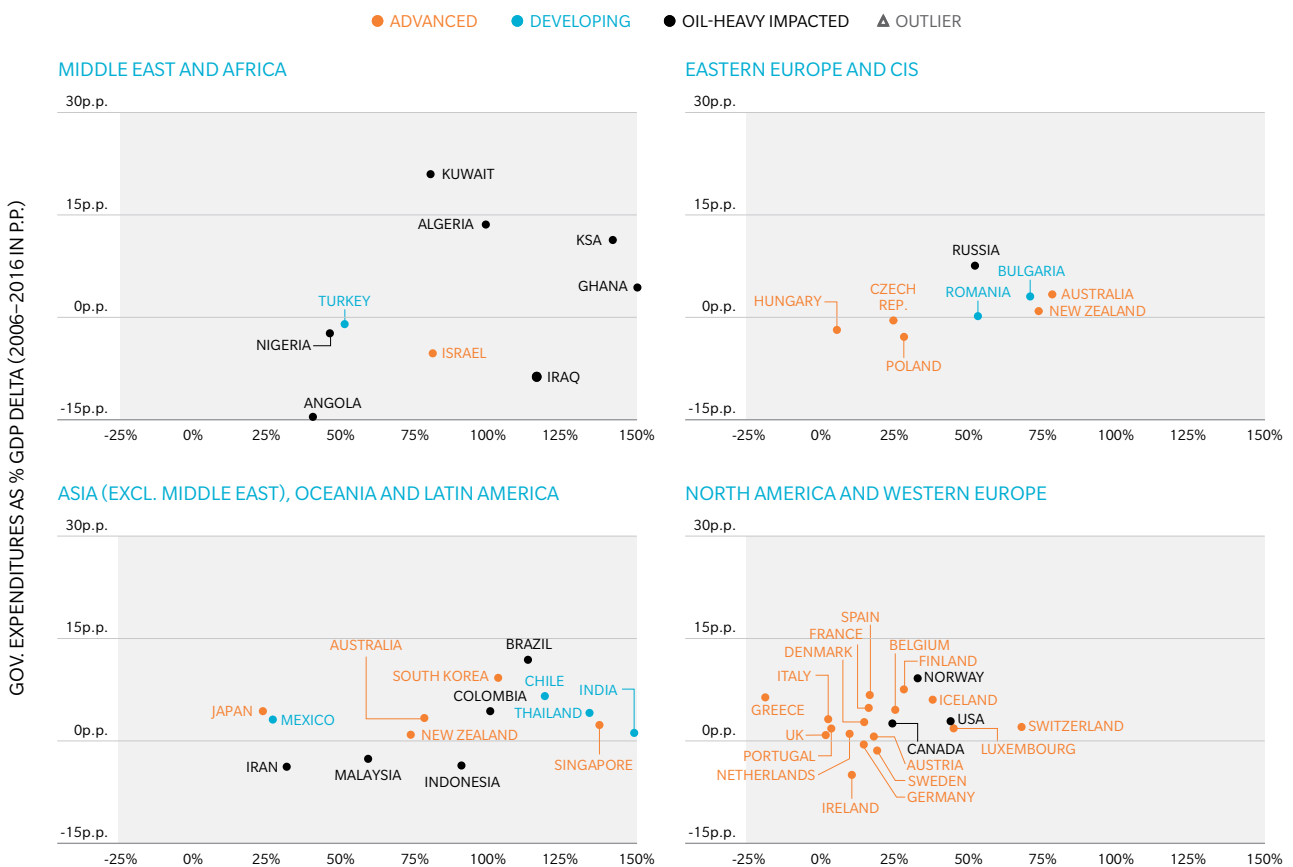 ADVANCED
DEVELOPING
OIL-HEAVY IMPACTED
OUTLIER
GOV. EXPENDITURES AS % GDP DELTA (2006–2016 IN P.P.)
MIDDLE EAST AND AFRICA
30p.p.
15p.p.
0p.p.
-15p.p.
KUWAIT
ALGERIA
KSA
GHANA
TURKEY
NIGERIA
ISRAEL
IRAQ
ANGOLA
-25% 0% 25% 50% 75% 100% 125% 150%
EASTERN EUROPE AND CIS
30p.p.
15p.p.
0p.p.
-15p.p.
RUSSIA
BULGARIA
CZECH
REP.
ROMANIA
AUSTRALIA
HUNGARY
NEW ZEALAND
POLAND
-25% 0% 25% 50% 75% 100% 125% 150%
ASIA (EXCL. MIDDLE EAST), OCEANIA AND LATIN AMERICA
30p.p.
15p.p.
0p.p.
-15p.p.
BRAZIL
AUSTRALIA
SOUTH KOREA
CHILE
INDIA
COLOMBIA
JAPAN
THAILAND
MEXICO
NEW ZEALAND
SINGAPORE
IRAN
MALAYSIA
INDONESIA
-25% 0% 25% 50% 75% 100% 125% 150%
NORTH AMERICA AND WESTERN EUROPE
30p.p.
15p.p.
0p.p.
-15p.p.
SPAIN
FRANCE
BELGIUM
DENMARK
FINLAND
ITALY
NORWAY
ICELAND
GREECE
USA
SWITZERLAND
UK
CANADA
LUXEMBOURG
PORTUGAL
AUSTRIA
NETHERLANDS
SWEDEN
GERMANY
IRELAND
-25% 0% 25% 50% 75% 100% 125% 150%